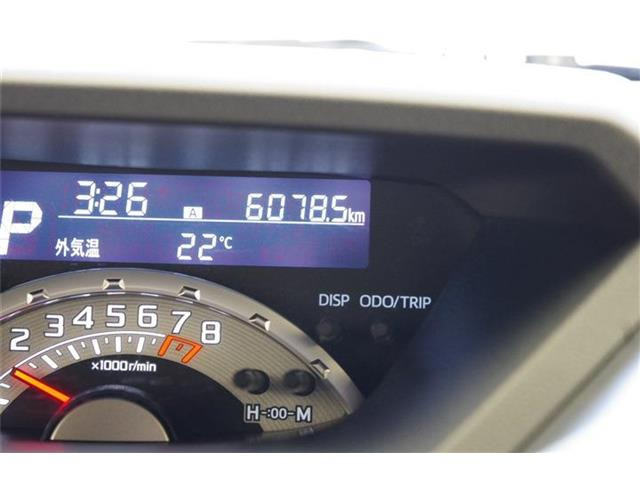 3:26 A 6078.5km
P
外気温 22℃
DISP ODO/TRIP
2 3 4 5 6 7 8
×1000r/min
H-:00-M